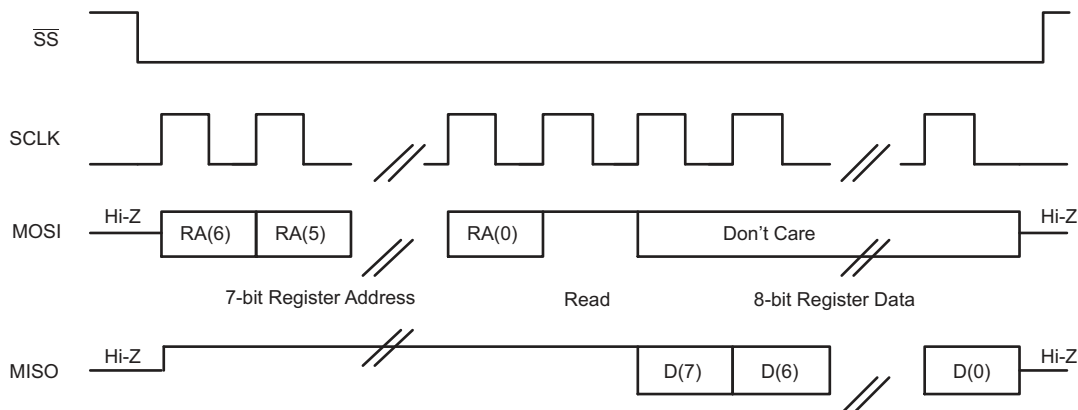 SS
SCLK
Hi-Z Hi-Z
MOSI RA(6) RA(5) RA(0) Don't Care
7-bit Register Address Read 8-bit Register Data
Hi-Z Hi-Z
MISO D(7) D(6) D(0)